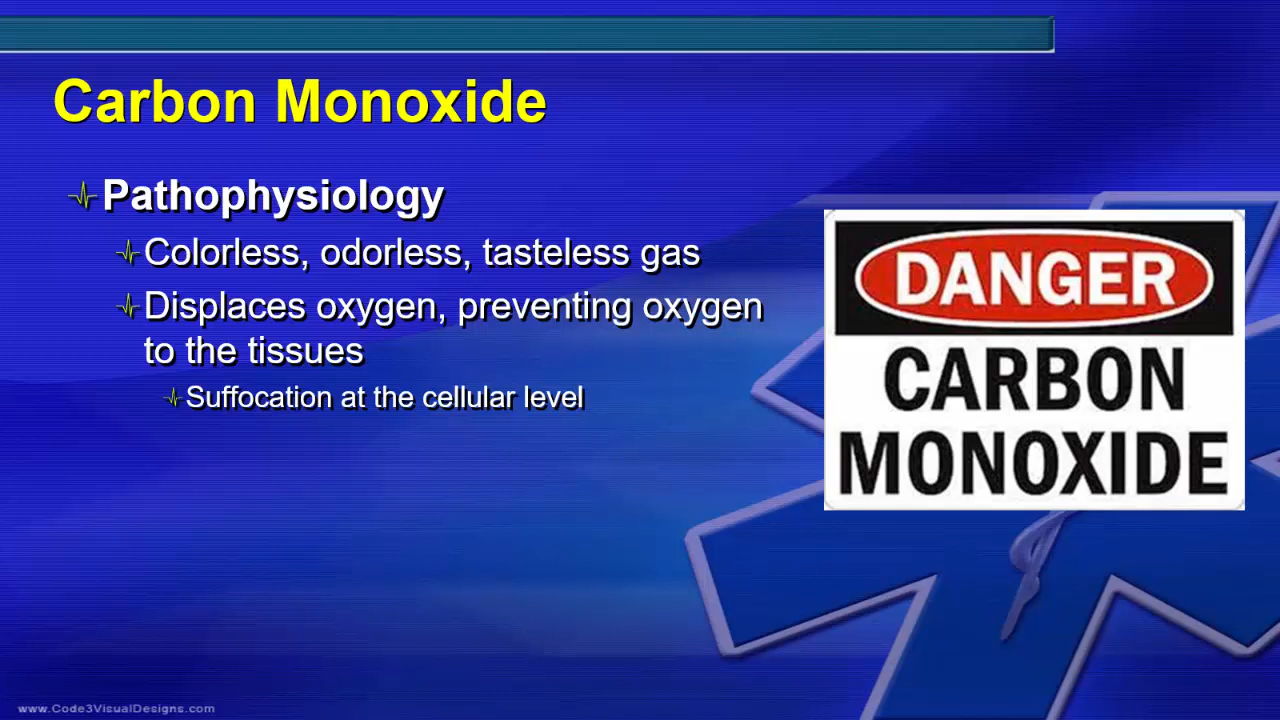 Carbon Monoxide
Pathophysiology
Colorless, odorless, tasteless gas
Displaces oxygen, preventing oxygen
to the tissues
Suffocation at the cellular level
DANGER
CARBON
MONOXIDE
www.Code3VisualDesigns.com